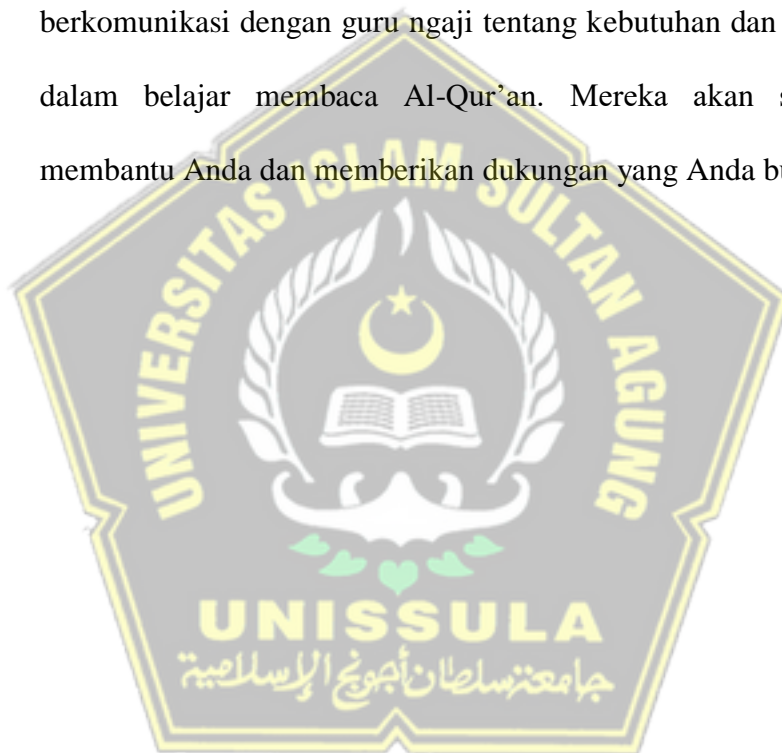 berkomunikasi dengan guru ngaji tentang kebutuhan dan
dalam belajar membaca Al-Qur’an. Mereka akan
membantu Anda dan memberikan dukungan yang Anda
UNIVERSITAS ISLAM SULTAN AGUNG
UNISSULA
جامعة سلطان أجونج الإسلامية